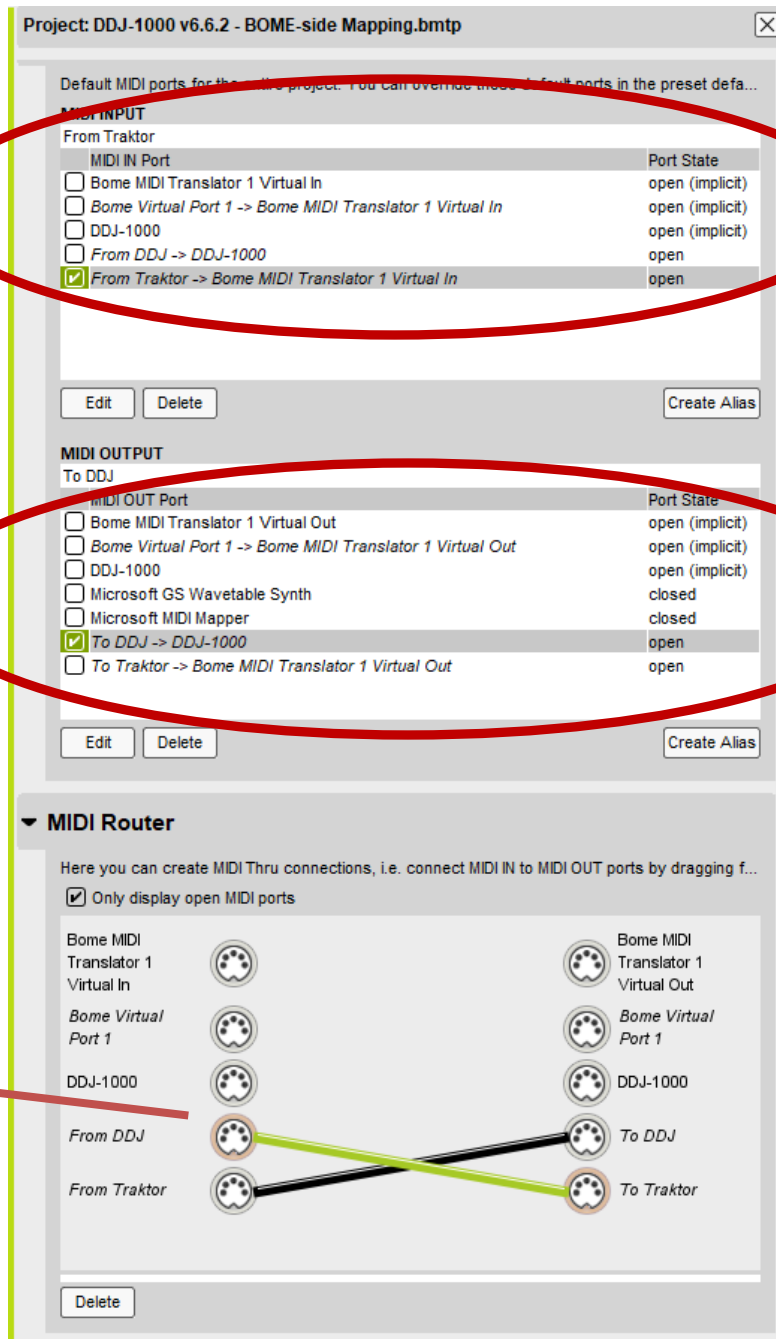 Project: DDJ-1000 v6.6.2 - BOME-side Mapping.bmtp
Default MIDI ports for the entire project. You can override these default ports in the preset defa...
MIDI INPUT
From Traktor
MIDI IN Port Port State
Bome MIDI Translator 1 Virtual In open (implicit)
Bome Virtual Port 1 -> Bome MIDI Translator 1 Virtual In open (implicit)
DDJ-1000 open (implicit)
From DDJ -> DDJ-1000 open
From Traktor -> Bome MIDI Translator 1 Virtual In open
Edit Delete Create Alias
MIDI OUTPUT
To DDJ
MIDI OUT Port Port State
Bome MIDI Translator 1 Virtual Out open (implicit)
Bome Virtual Port 1 -> Bome MIDI Translator 1 Virtual Out open (implicit)
DDJ-1000 open (implicit)
Microsoft GS Wavetable Synth closed
Microsoft MIDI Mapper closed
To DDJ -> DDJ-1000 open
To Traktor -> Bome MIDI Translator 1 Virtual Out open
Edit Delete Create Alias
MIDI Router
Here you can create MIDI Thru connections, i.e. connect MIDI IN to MIDI OUT ports by dragging f...
Only display open MIDI ports
Bome MIDI Bome MIDI
Translator 1 Translator 1
Virtual In Virtual Out
Bome Virtual Bome Virtual
Port 1 Port 1
DDJ-1000 DDJ-1000
From DDJ To DDJ
From Traktor To Traktor
Delete